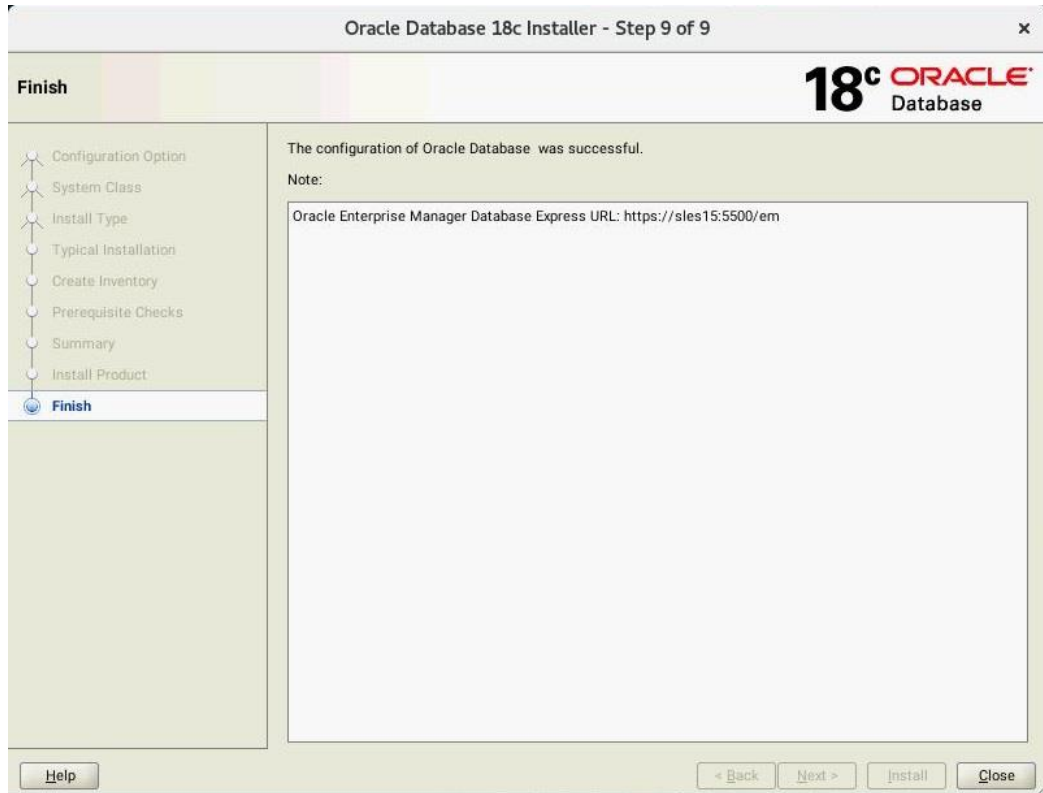 Oracle Database 18c Installer - Step 9 of 9
×
Finish
18c ORACLE
Database
Configuration Option
System Class
Install Type
Typical Installation
Create Inventory
Prerequisite Checks
Summary
Install Product
Finish
The configuration of Oracle Database was successful.
Note:
Oracle Enterprise Manager Database Express URL: https://sles15:5500/em
Help
< Back
Next >
Install
Close